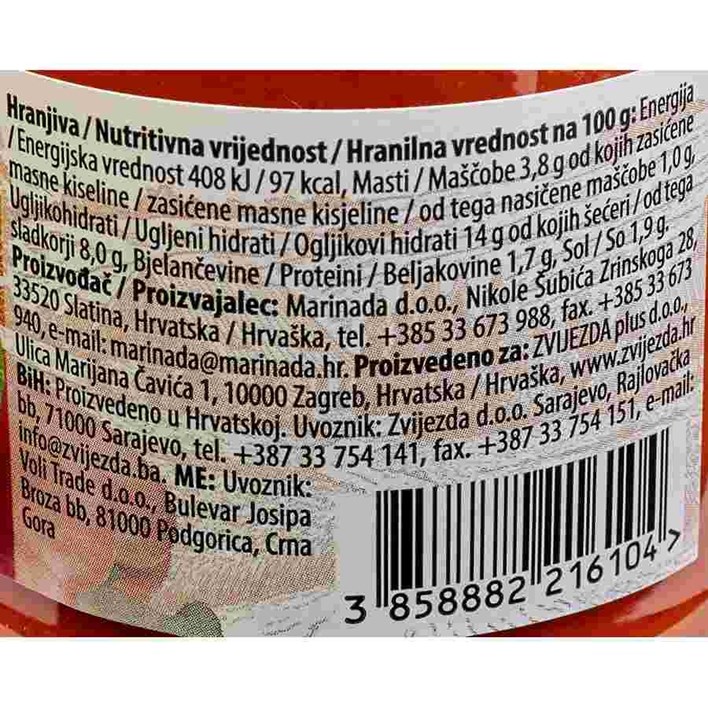 Hranjiva / Nutritivna vrijednost / Hranilna vrednost na 100 g: Energija
/ Energijska vrednost 408 kJ / 97 kcal, Masti / Maščobe 3,8 g od kojih zasićene
masne kiseline / zasićene masne kisjeline / od tega nasičene maščobe 1,0 g,
Ugljikohidrati / Ugljeni hidrati / Ogljikovi hidrati 14 g od kojih šećeri / od tega
sladkorji 8,0 g, Bjelančevine / Proteini / Beljakovine 1,7 g, Sol / So 1,9 g.
Proizvođač / Proizvajalec: Marinada d.o.o., Nikole Šubića Zrinskoga 28,
33520 Slatina, Hrvatska / Hrvaška, tel. +385 33 673 988, fax. +385 33 673
940, e-mail: marinada@marinada.hr. Proizvedeno za: ZVIJEZDA plus d.o.o.,
Ulica Marijana Čavića 1, 10000 Zagreb, Hrvatska / Hrvaška, www.zvijezda.hr
BiH: Proizvedeno u Hrvatskoj. Uvoznik: Zvijezda d.o.o. Sarajevo, Rajlovačka
bb, 71000 Sarajevo, tel. +387 33 754 141, fax. +387 33 754 151, e-mail:
info@zvijezda.ba. ME: Uvoznik:
Voli Trade d.o.o., Bulevar Josipa
Broza bb, 81000 Podgorica, Crna
Gora
3 858882 216104 >